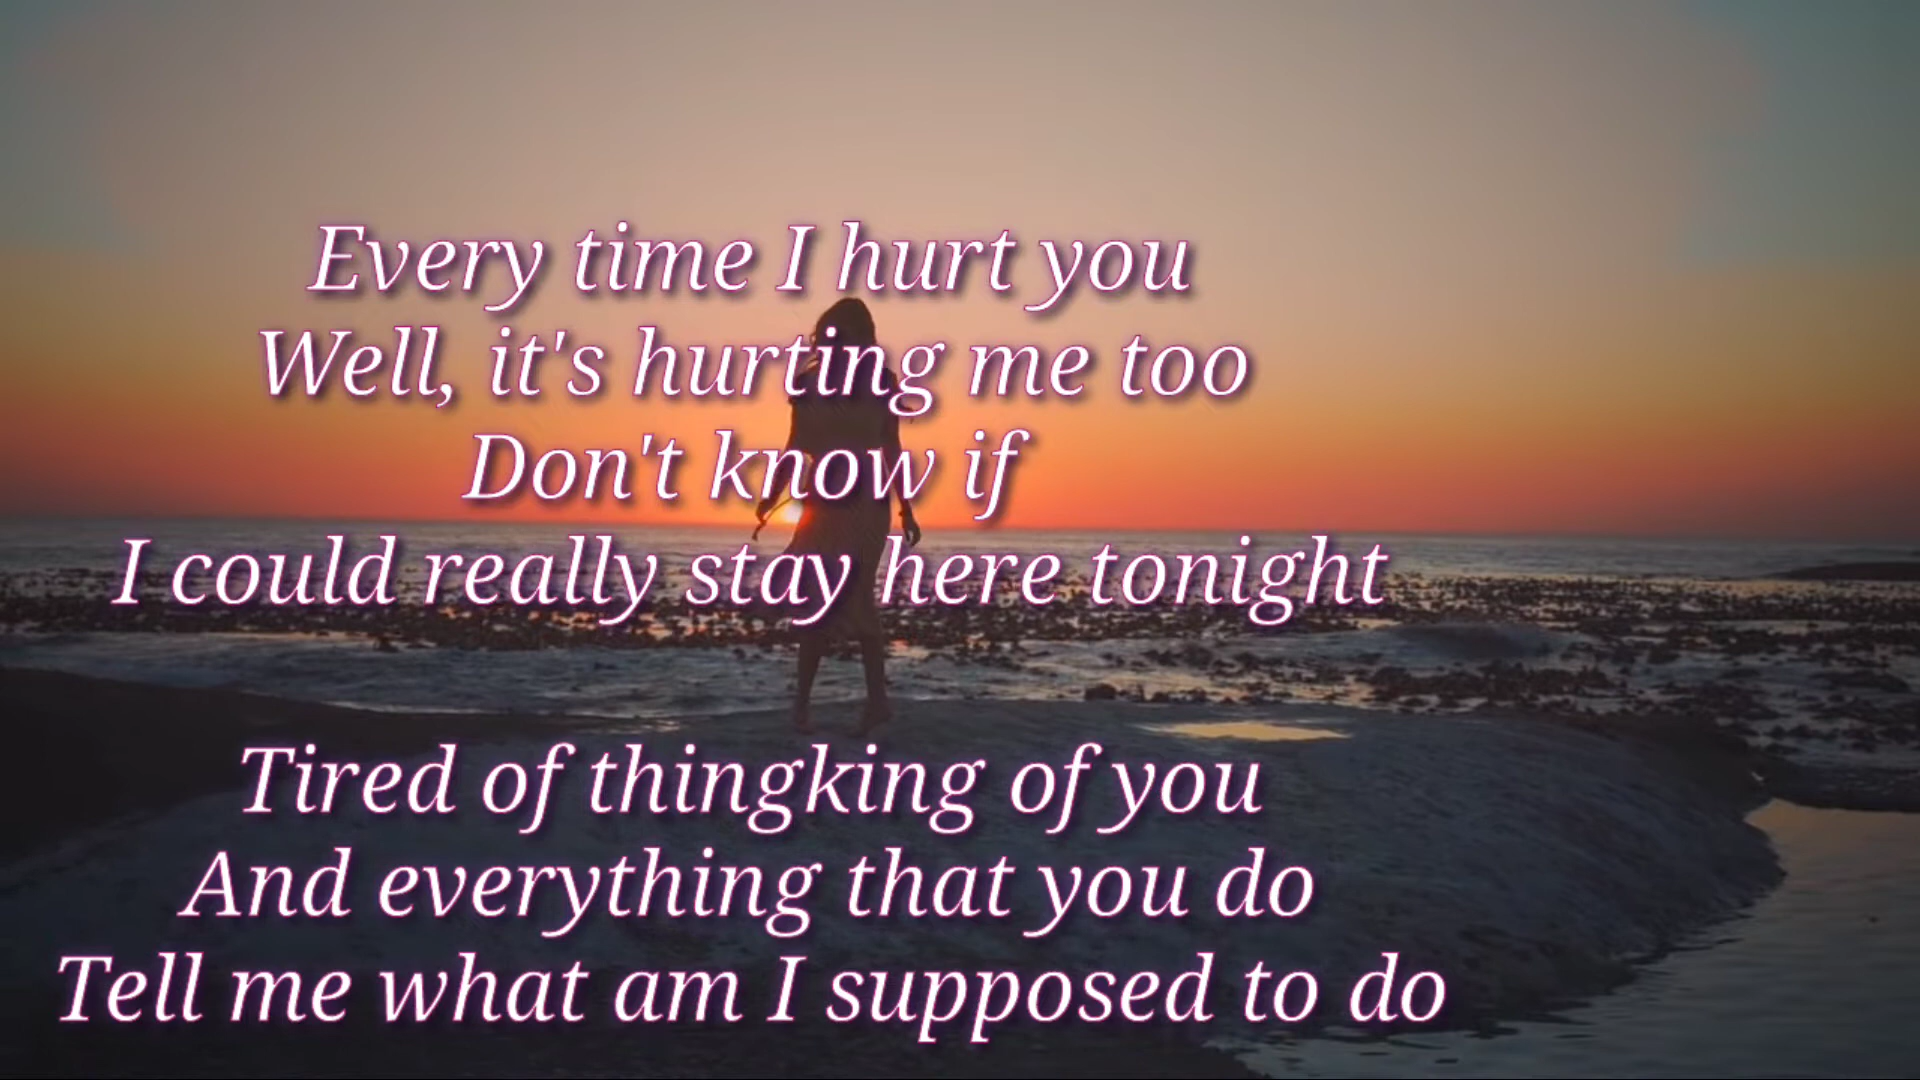 Every time I hurt you
Well, it's hurting me too
Don't know if
I could really stay here tonight
Tired of thingking of you
And everything that you do
Tell me what am I supposed to do